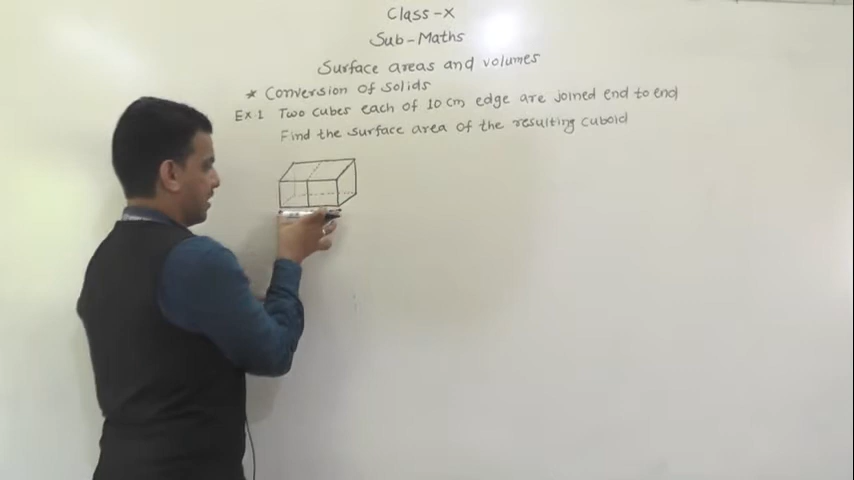 Class-X
Sub-Maths
Surface areas and volumes
* Conversion of Solids
Ex.1 Two cubes each of 10 cm edge are joined end to end
Find the surface area of the resulting cuboid